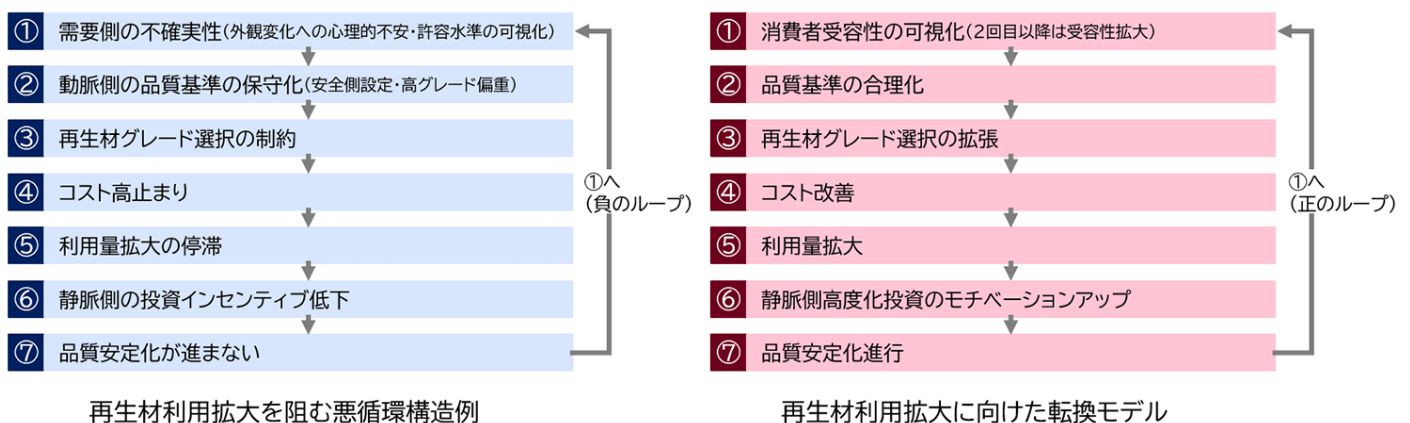 ① 需要側の不確実性(外観変化への心理的不安・許容水準の可視化)
② 動脈側の品質基準の保守化(安全側設定・高グレード偏重)
③ 再生材グレード選択の制約
④ コスト高止まり
⑤ 利用量拡大の停滞
⑥ 静脈側の投資インセンティブ低下
⑦ 品質安定化が進まない
①へ
(負のループ)
再生材利用拡大を阻む悪循環構造例
① 消費者受容性の可視化(2回目以降は受容性拡大)
② 品質基準の合理化
③ 再生材グレード選択の拡張
④ コスト改善
⑤ 利用量拡大
⑥ 静脈側高度化投資のモチベーションアップ
⑦ 品質安定化進行
①へ
(正のループ)
再生材利用拡大に向けた転換モデル